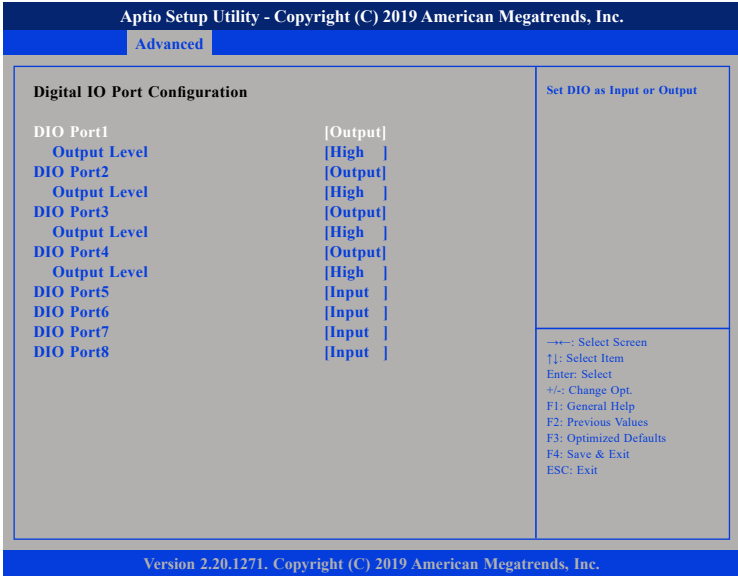 Aptio Setup Utility - Copyright (C) 2019 American Megatrends, Inc.
Advanced
Digital IO Port Configuration
DIO Port1 [Output]
Output Level [High ]
DIO Port2 [Output]
Output Level [High ]
DIO Port3 [Output]
Output Level [High ]
DIO Port4 [Output]
Output Level [High ]
DIO Port5 [Input ]
DIO Port6 [Input ]
DIO Port7 [Input ]
DIO Port8 [Input ]
Set DIO as Input or Output
→←: Select Screen
↑↓: Select Item
Enter: Select
+/-: Change Opt.
F1: General Help
F2: Previous Values
F3: Optimized Defaults
F4: Save & Exit
ESC: Exit
Version 2.20.1271. Copyright (C) 2019 American Megatrends, Inc.